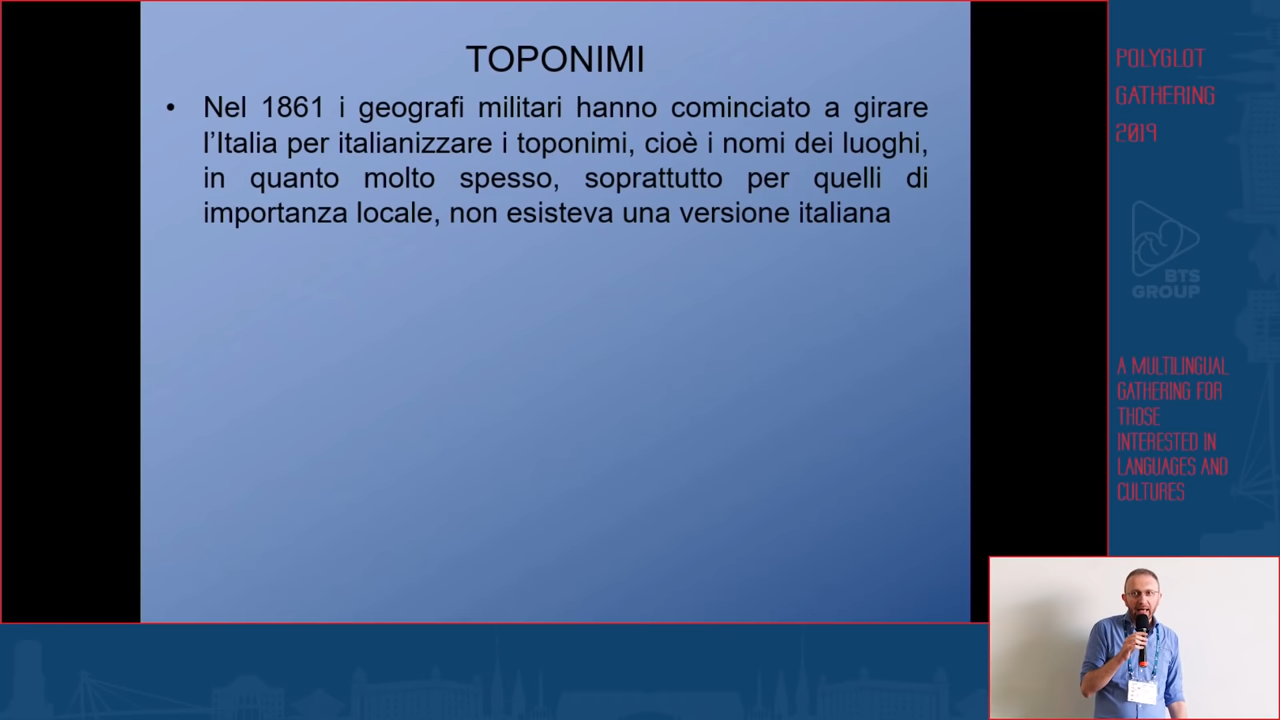 TOPONIMI
• Nel 1861 i geografi militari hanno cominciato a girare
l’Italia per italianizzare i toponimi, cioè i nomi dei luoghi,
in quanto molto spesso, soprattutto per quelli di
importanza locale, non esisteva una versione italiana
POLYGLOT
GATHERING
2019
BTS
GROUP
A MULTILINGUAL
GATHERING FOR
THOSE
INTERESTED IN
LANGUAGES AND
CULTURES